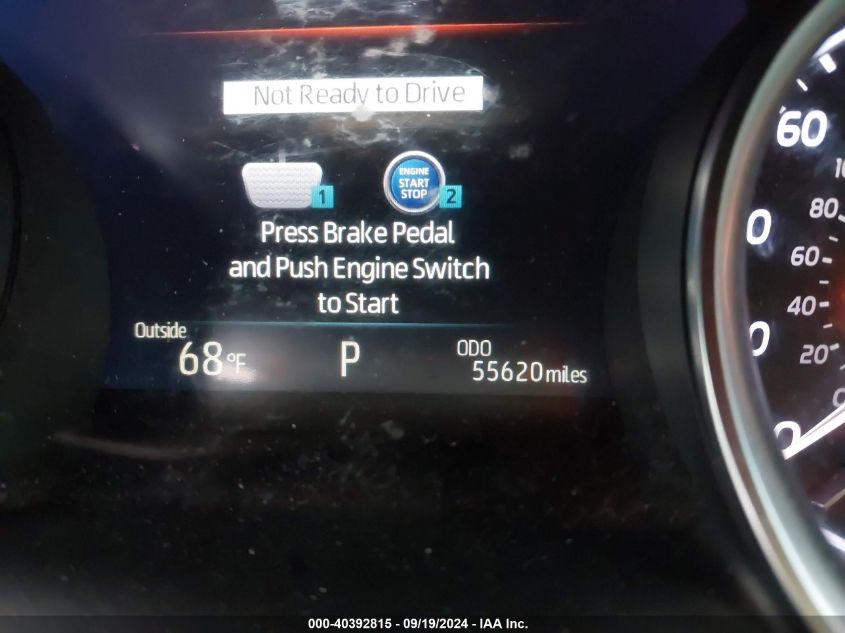 Not Ready to Drive
ENGINE
START
STOP
1
2
Press Brake Pedal
and Push Engine Switch
to Start
Outside
68°F
P
ODO
55620 miles
60
80
60
40
20
000-40392815 - 09/19/2024 - IAA Inc.